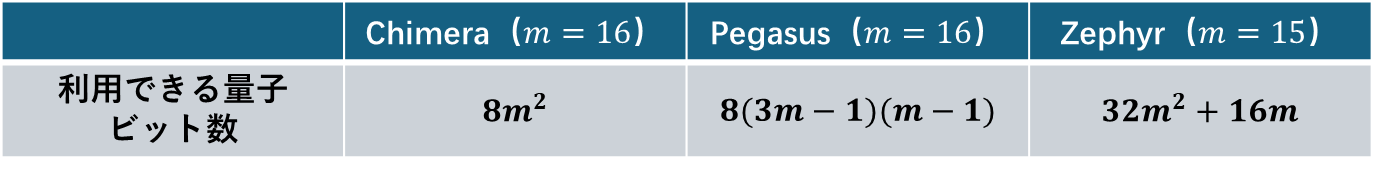 Chimera（𝑚 = 16） Pegasus（𝑚 = 16） Zephyr（𝑚 = 15）
利用できる量子
ビット数 8𝒎² 8(3𝒎 − 1)(𝒎 − 1) 32𝒎² + 16𝒎